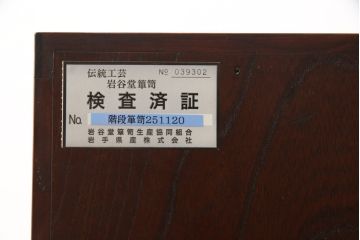 伝統工芸 No 039302
岩谷堂箪笥
検査済証
No. 階段箪笥251120
岩谷堂箪笥生産協同組合
岩手県産株式会社